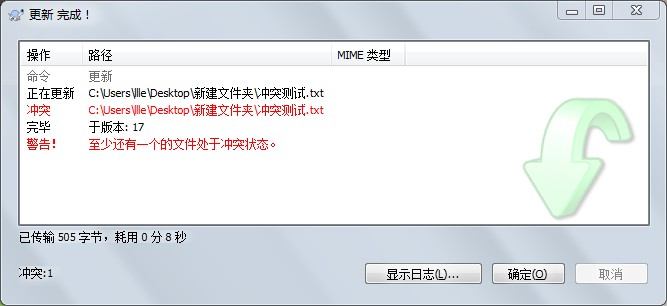 更新 完成！
操作 路径 MIME 类型
命令 更新
正在更新 C:\Users\llle\Desktop\新建文件夹\冲突测试.txt
冲突 C:\Users\llle\Desktop\新建文件夹\冲突测试.txt
完毕 于版本: 17
警告! 至少还有一个的文件处于冲突状态。
已传输 505 字节，耗用 0 分 8 秒
冲突:1
显示日志(L)... 确定(O) 取消